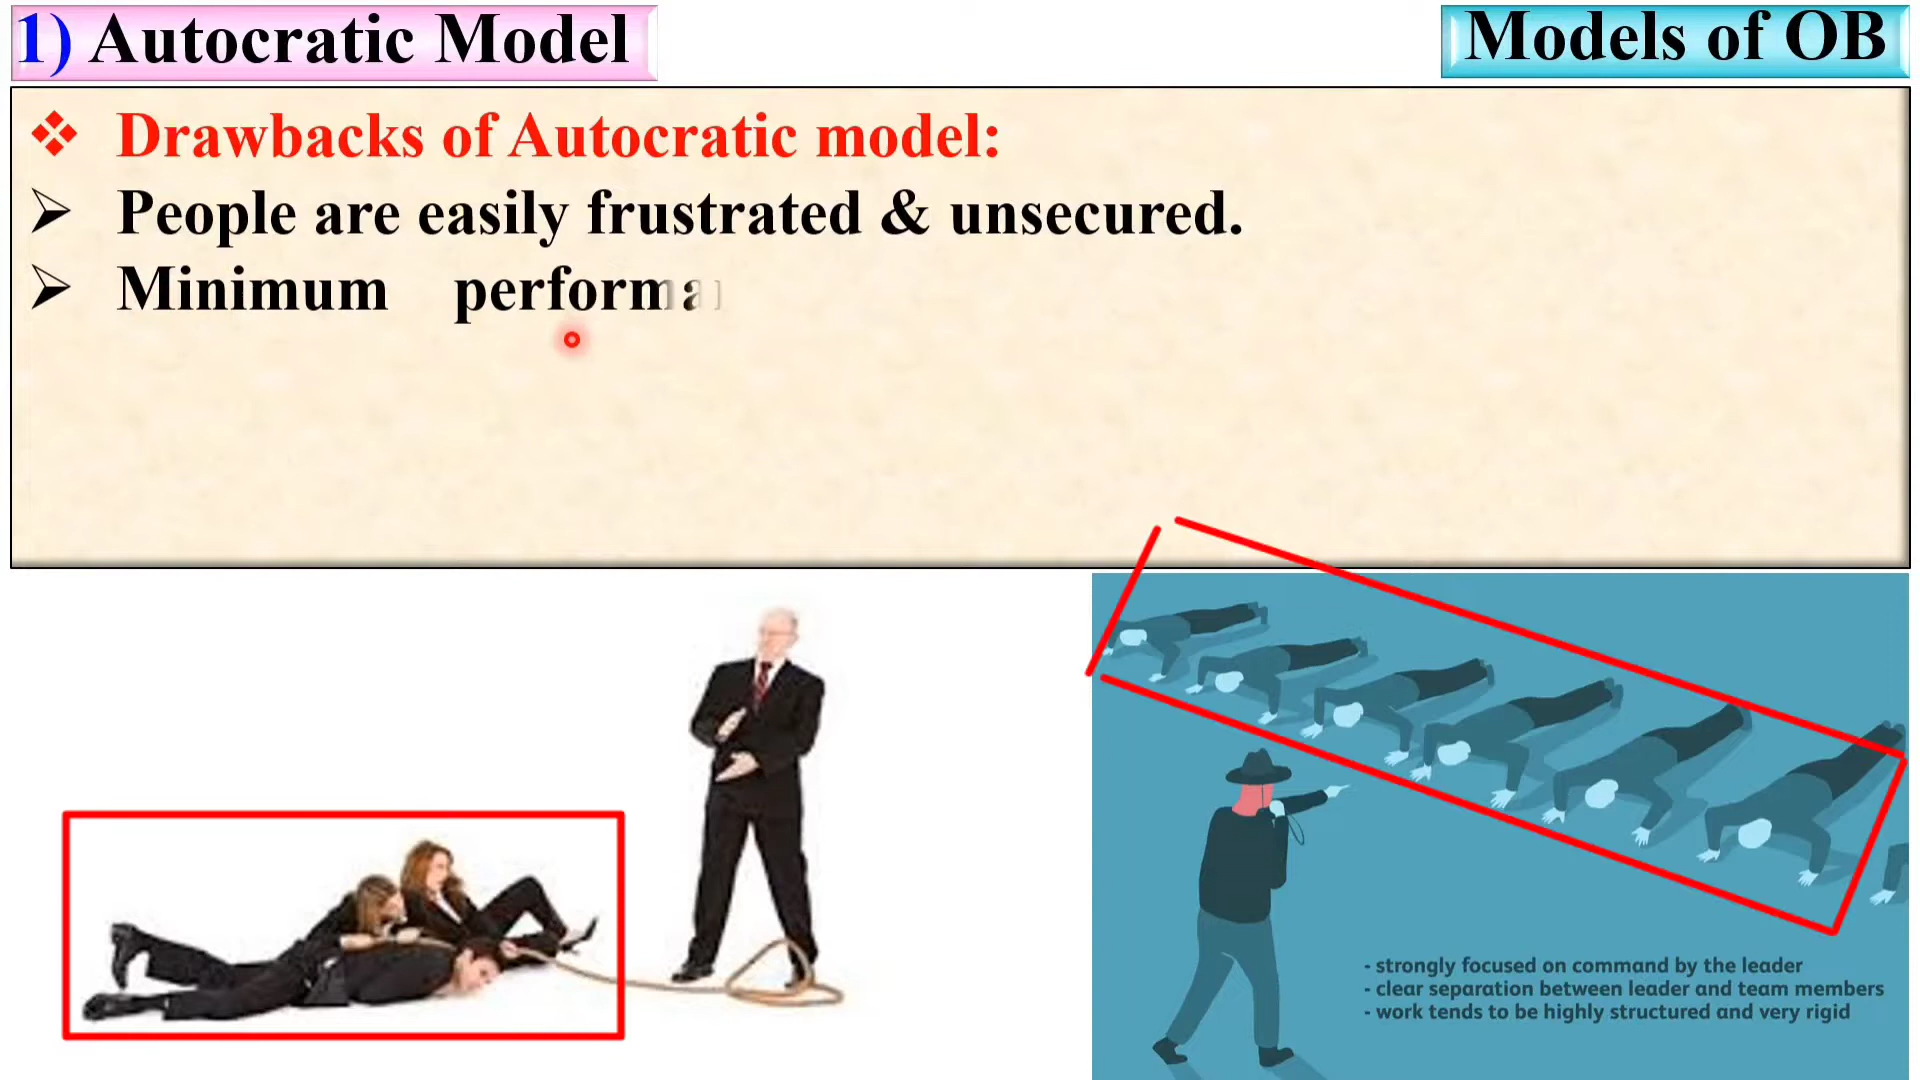 1) Autocratic Model
Models of OB
Drawbacks of Autocratic model:
People are easily frustrated & unsecured.
Minimum
- strongly focused on command by the leader
- clear separation between leader and team members
- work tends to be highly structured and very rigid